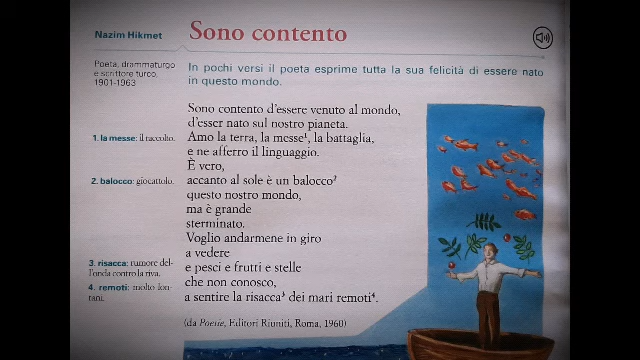 Nazim Hikmet
Sono contento
Poeta, drammaturgo
e scrittore turco,
1901-1963
In pochi versi il poeta esprime tutta la sua felicità di essere nato
in questo mondo.
Sono contento d'essere venuto al mondo,
d'esser nato sul nostro pianeta.
Amo la terra, la messe¹, la battaglia,
e ne afferro il linguaggio.
È vero,
accanto al sole è un balocco²
questo nostro mondo,
ma è grande
sterminato.
Voglio andarmene in giro
a vedere
e pesci e frutti e stelle
che non conosco,
a sentire la risacca³ dei mari remoti⁴.
(da Poesie, Editori Riuniti, Roma, 1960)
1. la messe: il raccolto.
2. balocco: giocattolo.
3. risacca: rumore del-
l'onda contro la riva.
4. remoti: molto lon-
tani.